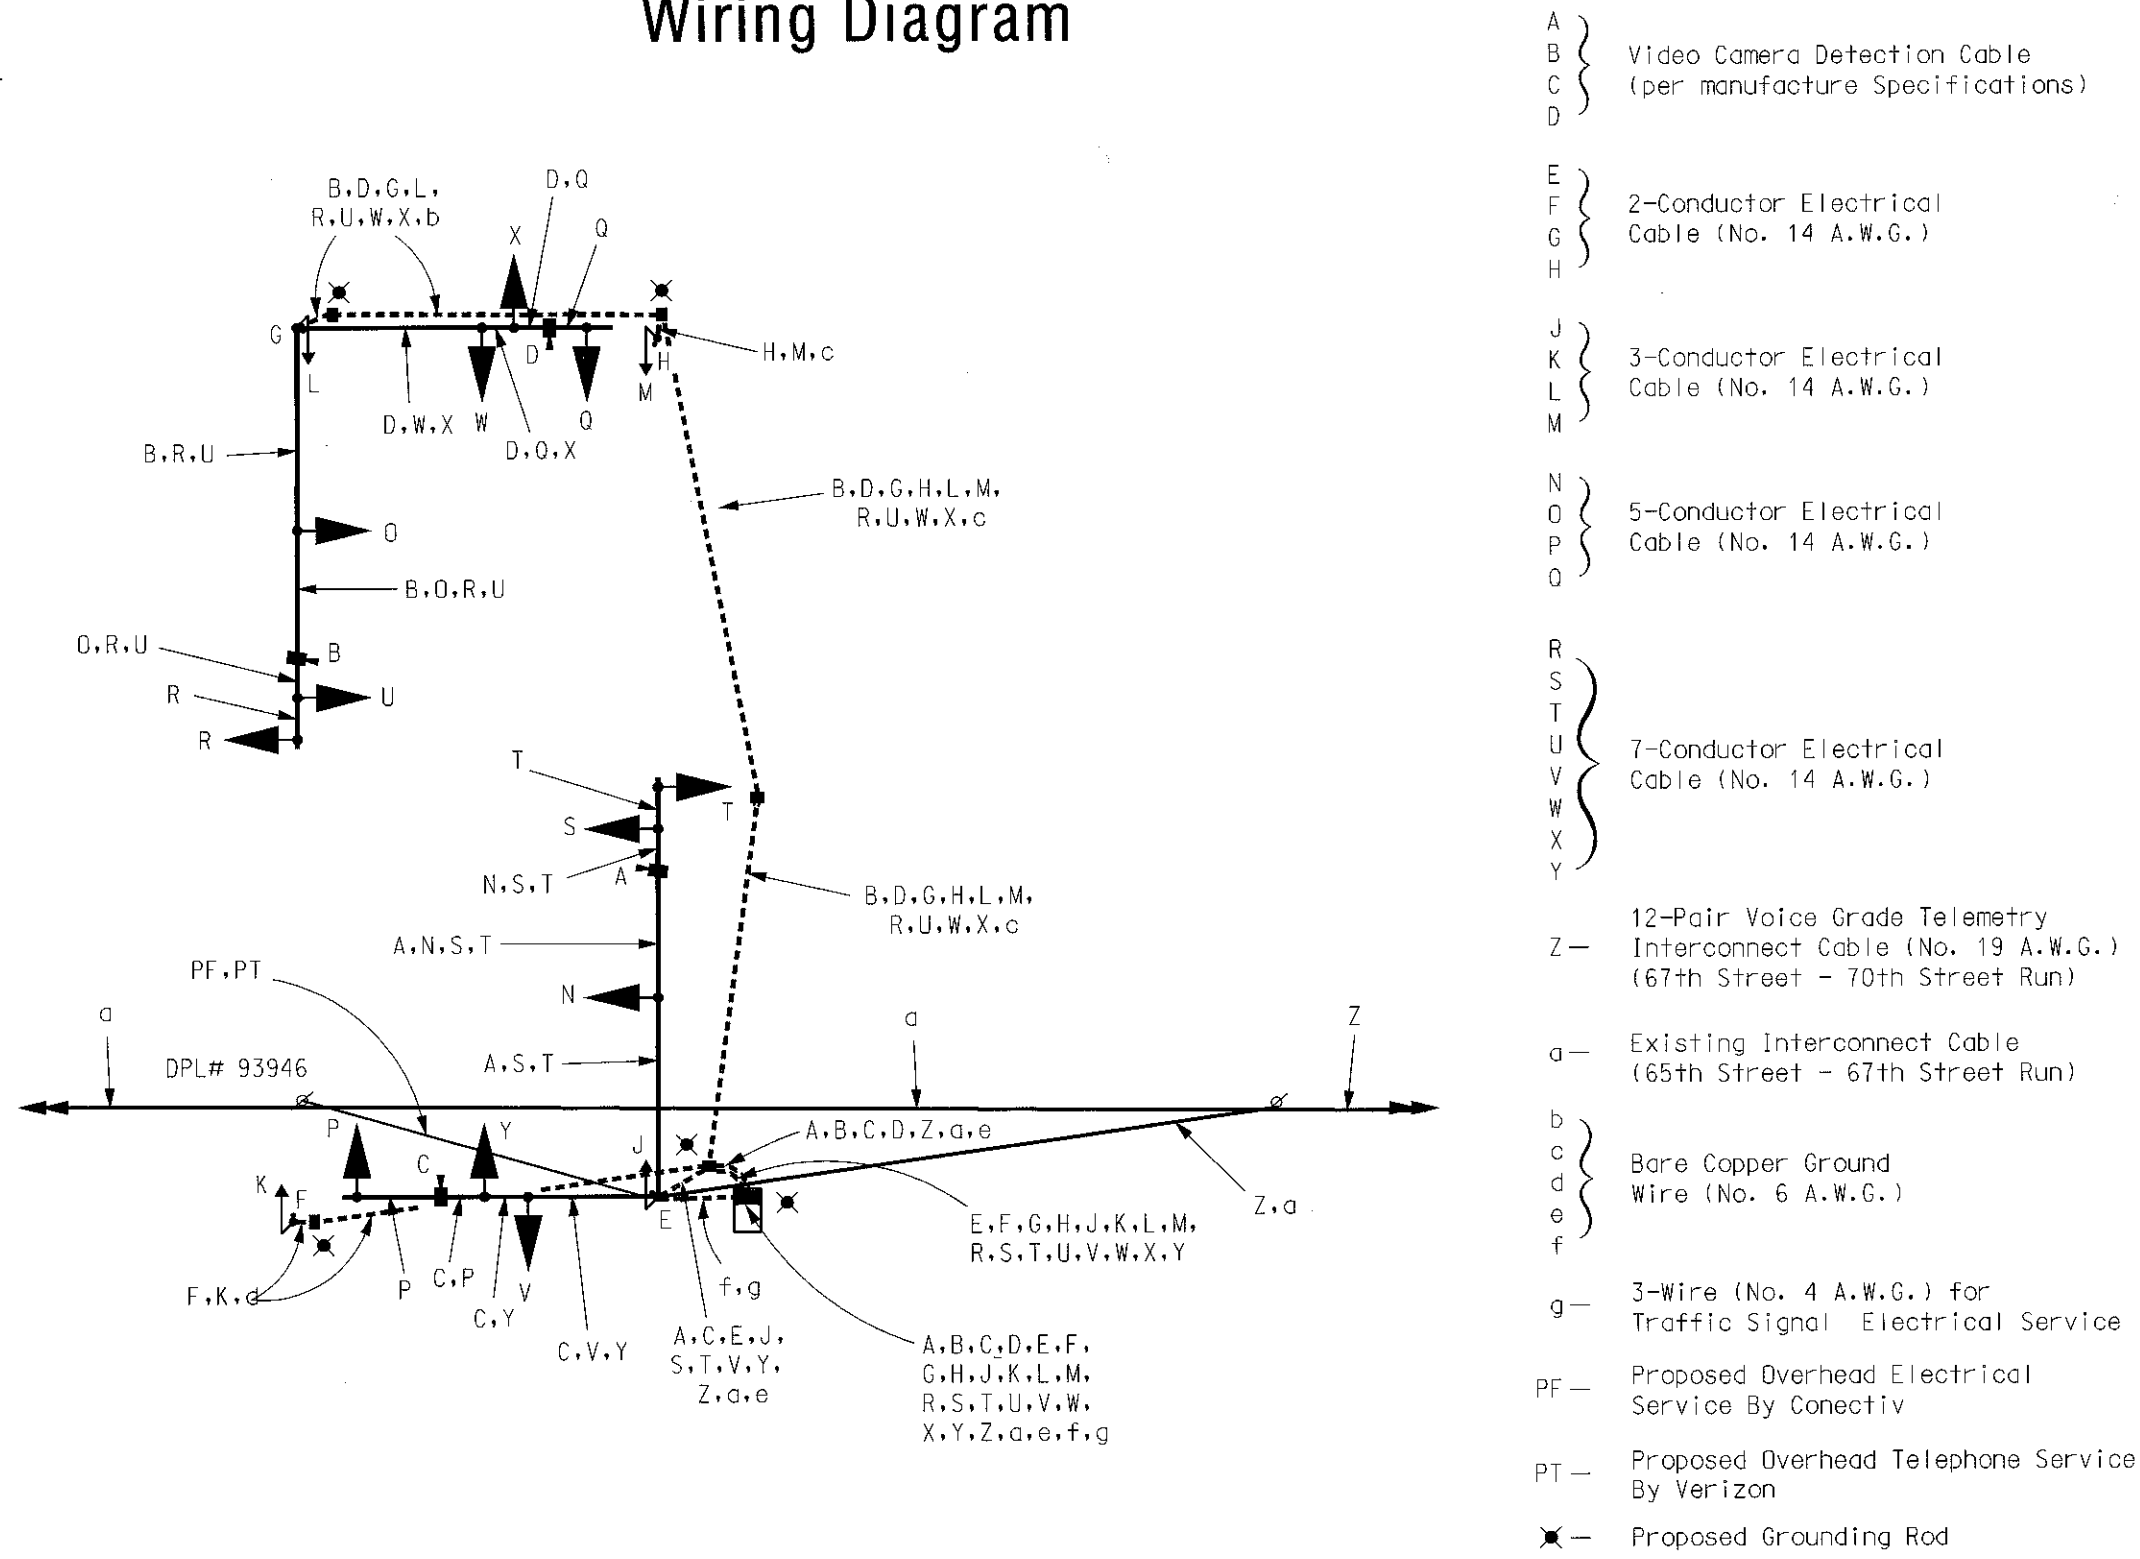 Wiring Diagram
B,D,G,L,
R,U,W,X,b
D,Q
X
Q
G
L
D
H
M
H,M,c
D,W,X
W
D,Q,X
Q
B,R,U
B,D,G,H,L,M,
R,U,W,X,c
O
B,O,R,U
O,R,U
B
R
U
R
T
T
S
N,S,T
A
B,D,G,H,L,M,
R,U,W,X,c
A,N,S,T
PF,PT
N
a
a
Z
A,S,T
DPL# 93946
P
Y
J
A,B,C,D,Z,a,e
C
K
F
E
Z,a
E,F,G,H,J,K,L,M,
R,S,T,U,V,W,X,Y
F,K,d
P
C,P
V
f,g
C,Y
C,V,Y
A,C,E,J,
S,T,V,Y,
Z,a,e
A,B,C,D,E,F,
G,H,J,K,L,M,
R,S,T,U,V,W,
X,Y,Z,a,e,f,g
A
B
C
D
Video Camera Detection Cable
(per manufacture Specifications)
E
F
G
H
2-Conductor Electrical
Cable (No. 14 A.W.G.)
J
K
L
M
3-Conductor Electrical
Cable (No. 14 A.W.G.)
N
O
P
Q
5-Conductor Electrical
Cable (No. 14 A.W.G.)
R
S
T
U
V
W
X
Y
7-Conductor Electrical
Cable (No. 14 A.W.G.)
Z — 12-Pair Voice Grade Telemetry
Interconnect Cable (No. 19 A.W.G.)
(67th Street - 70th Street Run)
a — Existing Interconnect Cable
(65th Street - 67th Street Run)
b
c
d
e
f
Bare Copper Ground
Wire (No. 6 A.W.G.)
g — 3-Wire (No. 4 A.W.G.) for
Traffic Signal Electrical Service
PF — Proposed Overhead Electrical
Service By Conectiv
PT — Proposed Overhead Telephone Service
By Verizon
— Proposed Grounding Rod